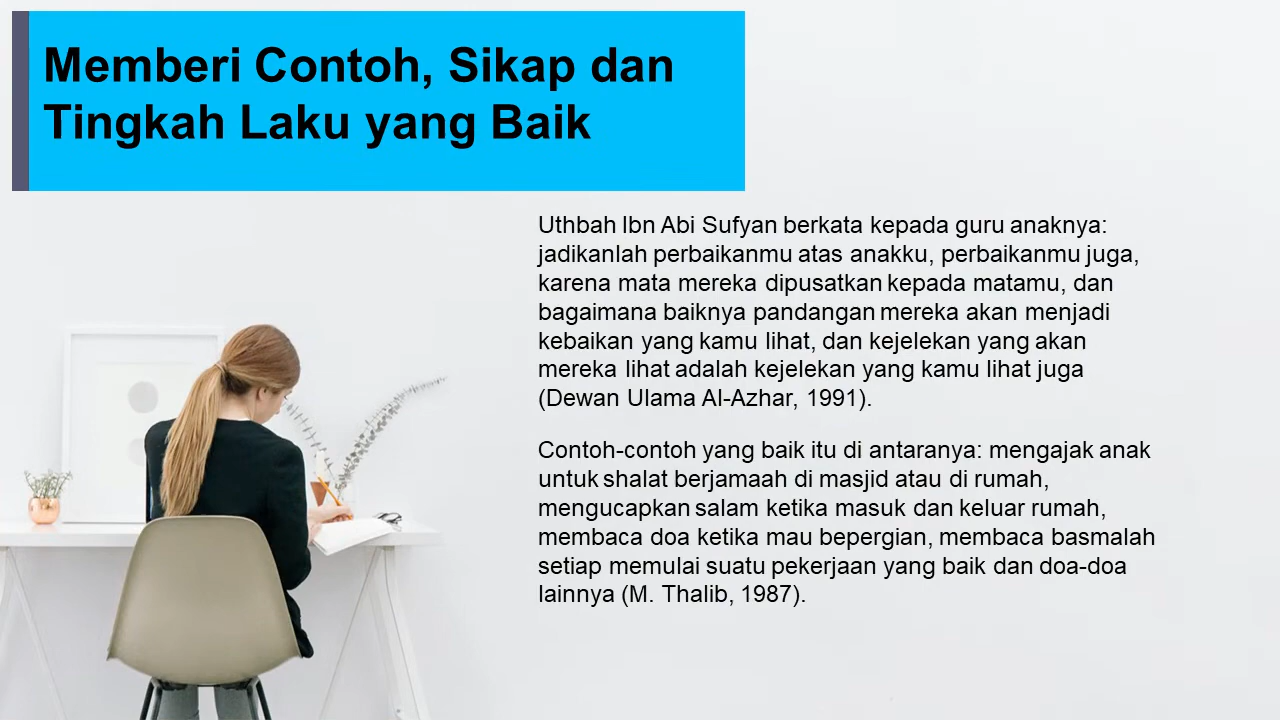 Memberi Contoh, Sikap dan
Tingkah Laku yang Baik
Uthbah Ibn Abi Sufyan berkata kepada guru anaknya:
jadikanlah perbaikanmu atas anakku, perbaikanmu juga,
karena mata mereka dipusatkan kepada matamu, dan
bagaimana baiknya pandangan mereka akan menjadi
kebaikan yang kamu lihat, dan kejelekan yang akan
mereka lihat adalah kejelekan yang kamu lihat juga
(Dewan Ulama Al-Azhar, 1991).
Contoh-contoh yang baik itu di antaranya: mengajak anak
untuk shalat berjamaah di masjid atau di rumah,
mengucapkan salam ketika masuk dan keluar rumah,
membaca doa ketika mau bepergian, membaca basmalah
setiap memulai suatu pekerjaan yang baik dan doa-doa
lainnya (M. Thalib, 1987).